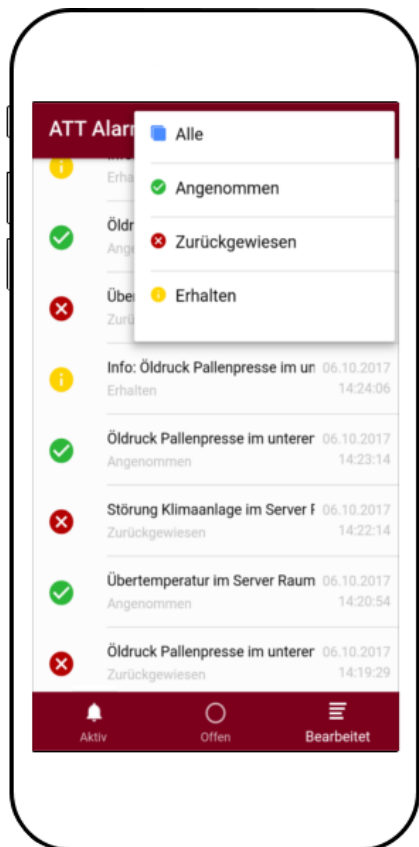 ATT Alarm
Alle
Angenommen
Zurückgewiesen
Erhalten
Info: Öldruck Pallenpresse im un 06.10.2017
Erhalten 14:24:06
Öldruck Pallenpresse im unterer 06.10.2017
Angenommen 14:23:14
Störung Klimaanlage im Server F 06.10.2017
Zurückgewiesen 14:22:14
Übertemperatur im Server Raum 06.10.2017
Angenommen 14:20:54
Öldruck Pallenpresse im unterer 06.10.2017
Zurückgewiesen 14:19:29
Aktiv Offen Bearbeitet